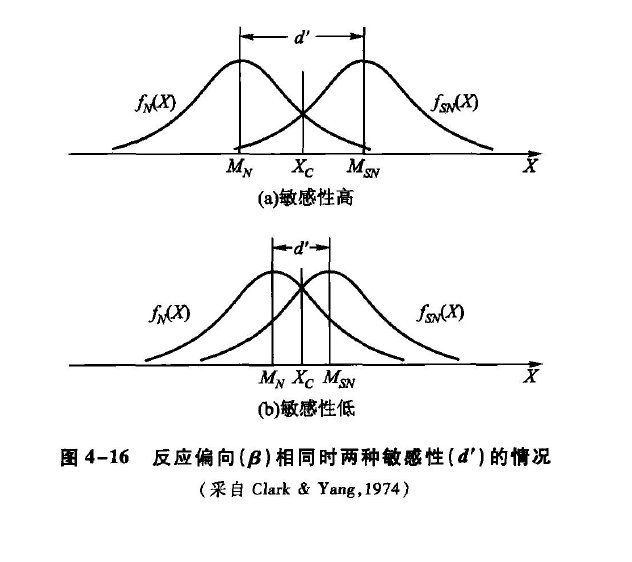 d′
f_N(X)
f_SN(X)
M_N X_C M_SN X
(a)敏感性高
d′
f_N(X)
f_SN(X)
M_N X_C M_SN X
(b)敏感性低
图 4-16 反应偏向(β)相同时两种敏感性(d′)的情况
(采自 Clark & Yang,1974)